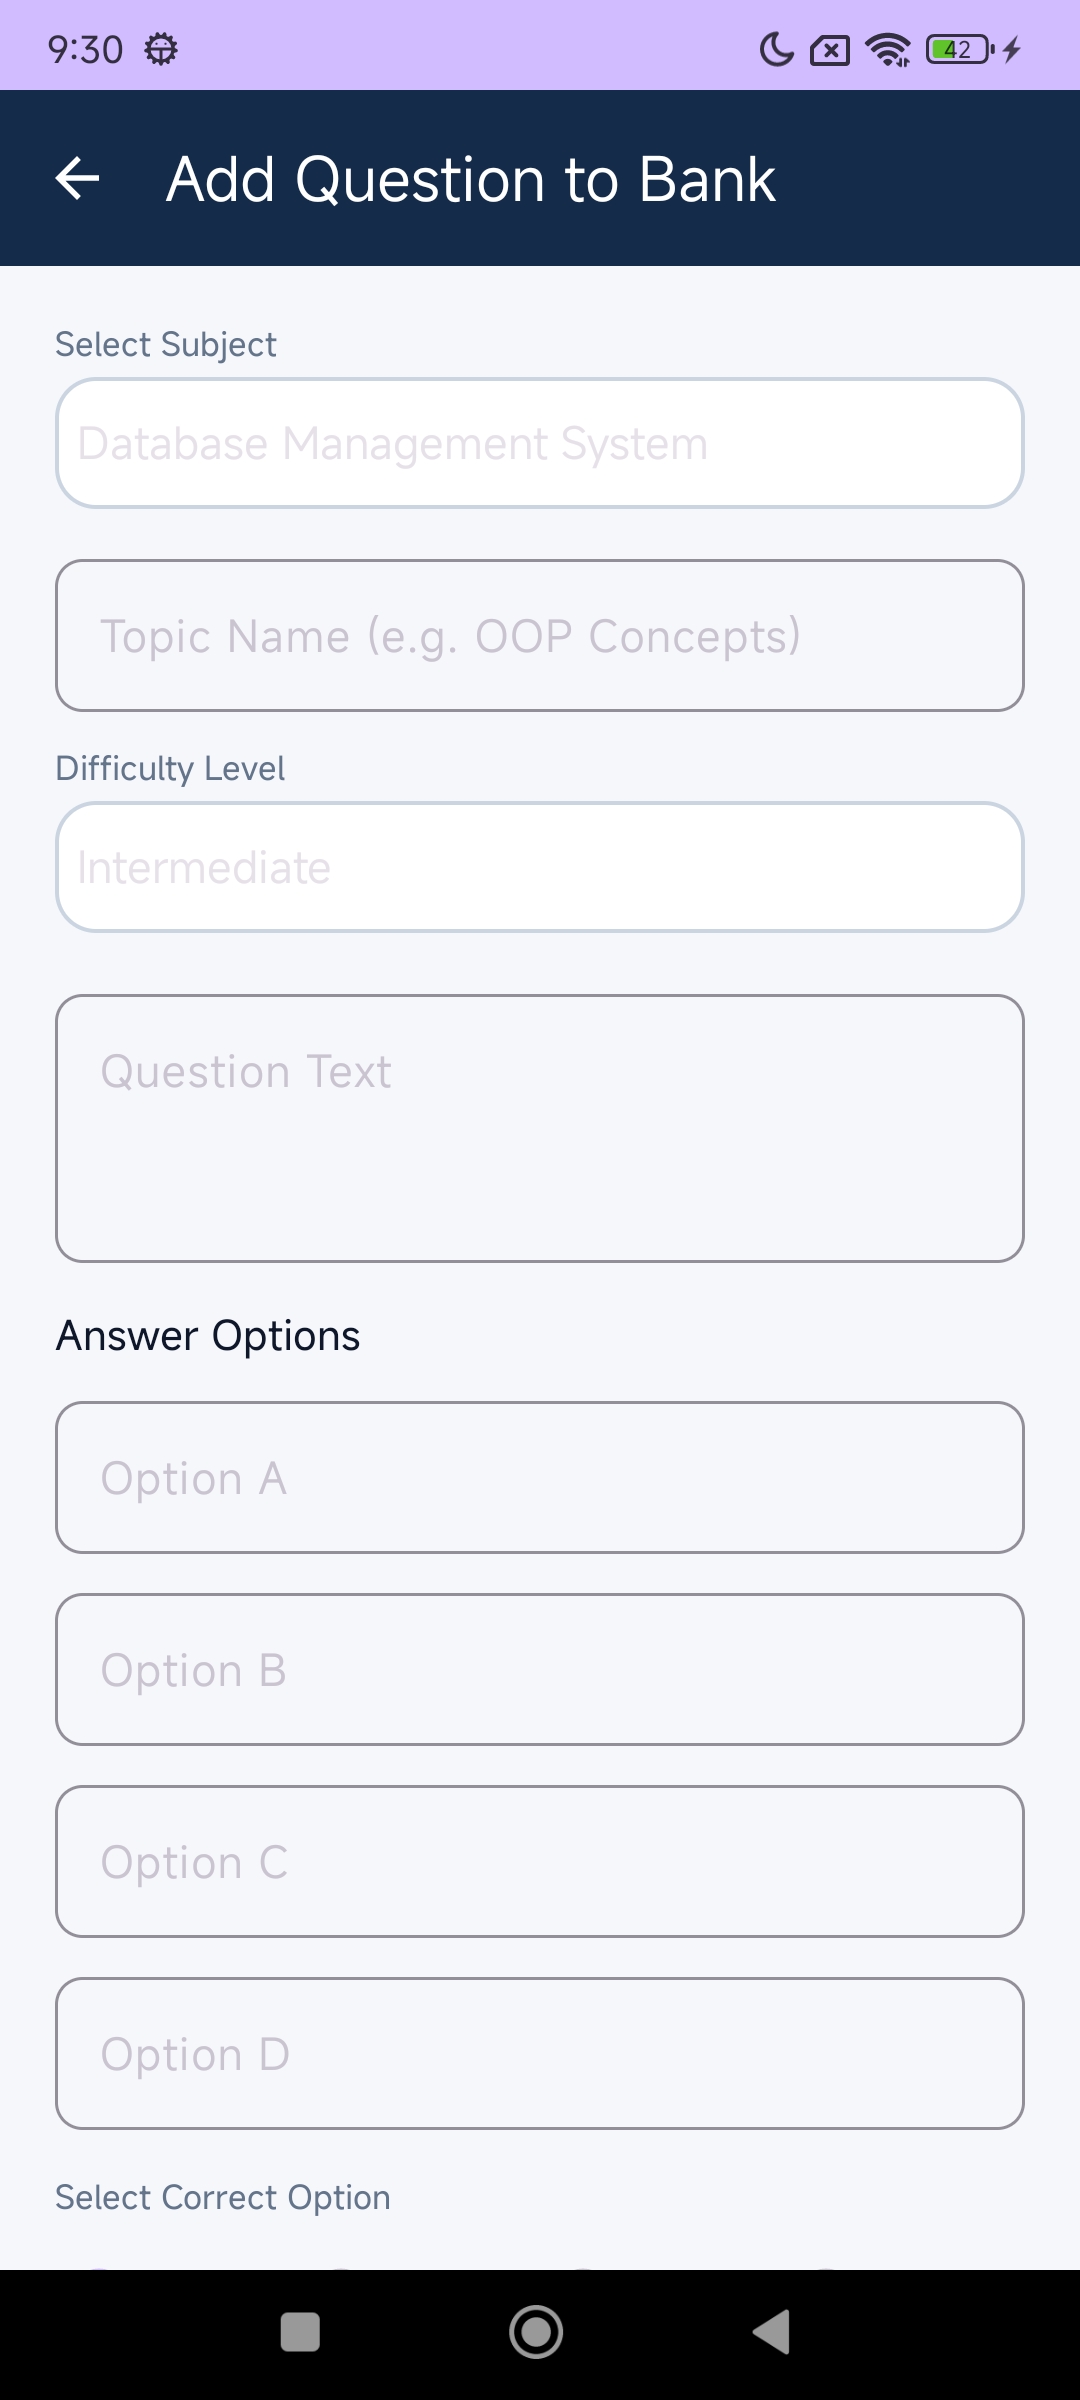 9:30
42
Add Question to Bank
Select Subject
Database Management System
Topic Name (e.g. OOP Concepts)
Difficulty Level
Intermediate
Question Text
Answer Options
Option A
Option B
Option C
Option D
Select Correct Option